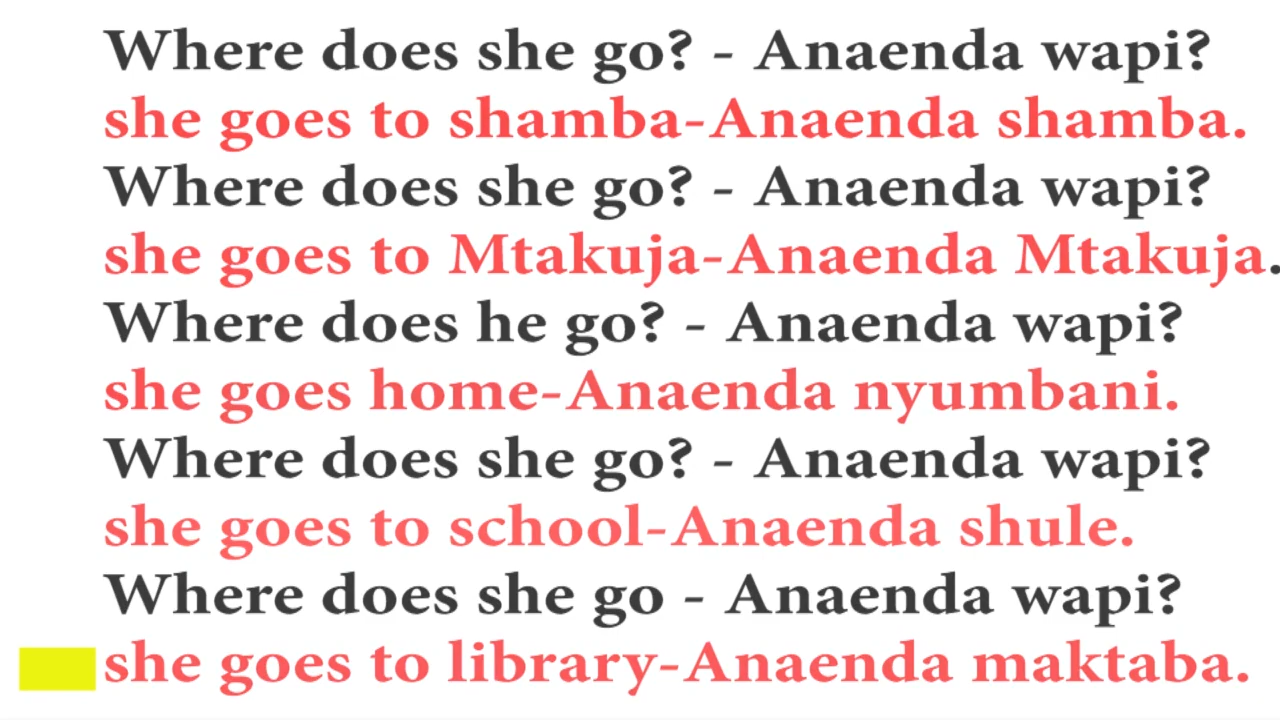 Where does she go? - Anaenda wapi?
she goes to shamba-Anaenda shamba.
Where does she go? - Anaenda wapi?
she goes to Mtakuja-Anaenda Mtakuja.
Where does he go? - Anaenda wapi?
she goes home-Anaenda nyumbani.
Where does she go? - Anaenda wapi?
she goes to school-Anaenda shule.
Where does she go - Anaenda wapi?
she goes to library-Anaenda maktaba.